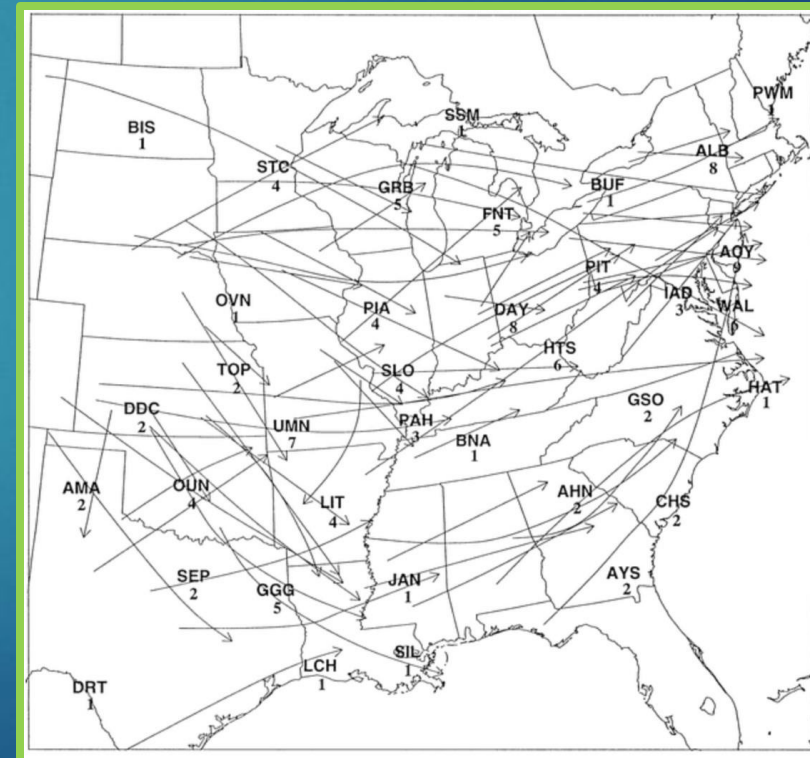 PWM
1
SSM
1
BIS
1
ALB
8
STC
4
GRB
5
BUF
1
FNT
5
AOY
9
PIT
4
IAD
3
WAL
6
OVN
1
PIA
4
DAY
8
HTS
6
TOP
2
SLO
4
HAT
1
DDC
2
GSO
2
UMN
7
PAH
3
BNA
1
AMA
2
OUN
4
LIT
4
AHN
2
CHS
2
SEP
2
GGG
5
JAN
1
AYS
2
SIL
1
LCH
1
DRT
1